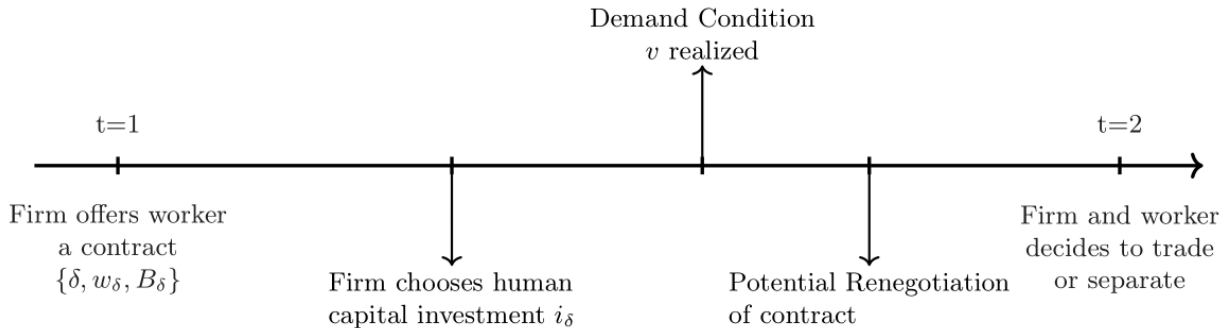 Demand Condition
v realized
t=1
t=2
Firm offers worker
a contract
{δ, w_δ, B_δ}
Firm chooses human
capital investment i_δ
Potential Renegotiation
of contract
Firm and worker
decides to trade
or separate